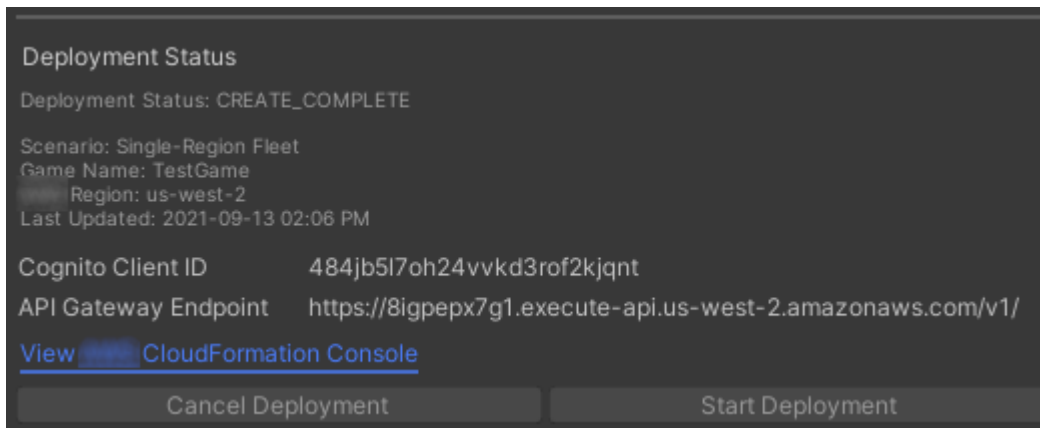 Deployment Status
Deployment Status: CREATE_COMPLETE
Scenario: Single-Region Fleet
Game Name: TestGame
Region: us-west-2
Last Updated: 2021-09-13 02:06 PM
Cognito Client ID 484jb5l7oh24vvkd3rof2kjqnt
API Gateway Endpoint https://8igpepx7g1.execute-api.us-west-2.amazonaws.com/v1/
View CloudFormation Console
Cancel Deployment Start Deployment